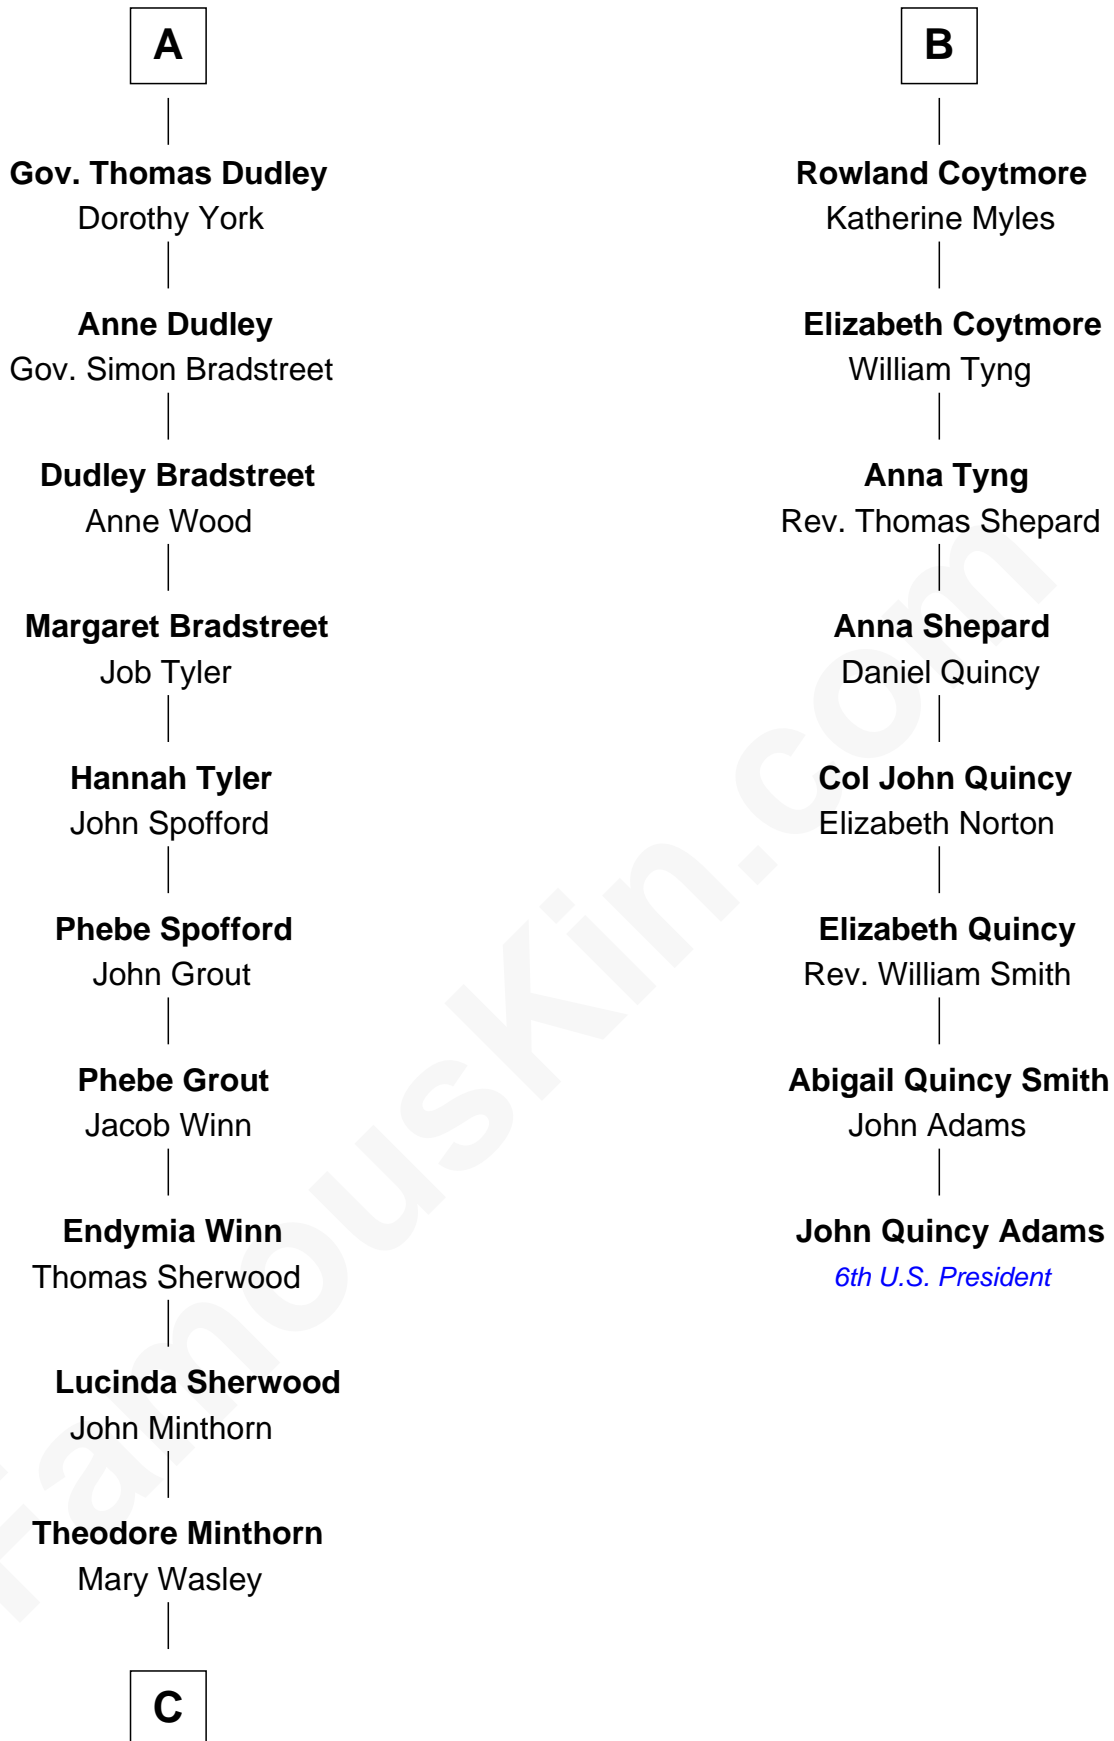 A
Gov. Thomas Dudley
Dorothy York
Anne Dudley
Gov. Simon Bradstreet
Dudley Bradstreet
Anne Wood
Margaret Bradstreet
Job Tyler
Hannah Tyler
John Spofford
Phebe Spofford
John Grout
Phebe Grout
Jacob Winn
Endymia Winn
Thomas Sherwood
Lucinda Sherwood
John Minthorn
Theodore Minthorn
Mary Wasley
C
B
Rowland Coytmore
Katherine Myles
Elizabeth Coytmore
William Tyng
Anna Tyng
Rev. Thomas Shepard
Anna Shepard
Daniel Quincy
Col John Quincy
Elizabeth Norton
Elizabeth Quincy
Rev. William Smith
Abigail Quincy Smith
John Adams
John Quincy Adams
6th U.S. President
FamousKin.com